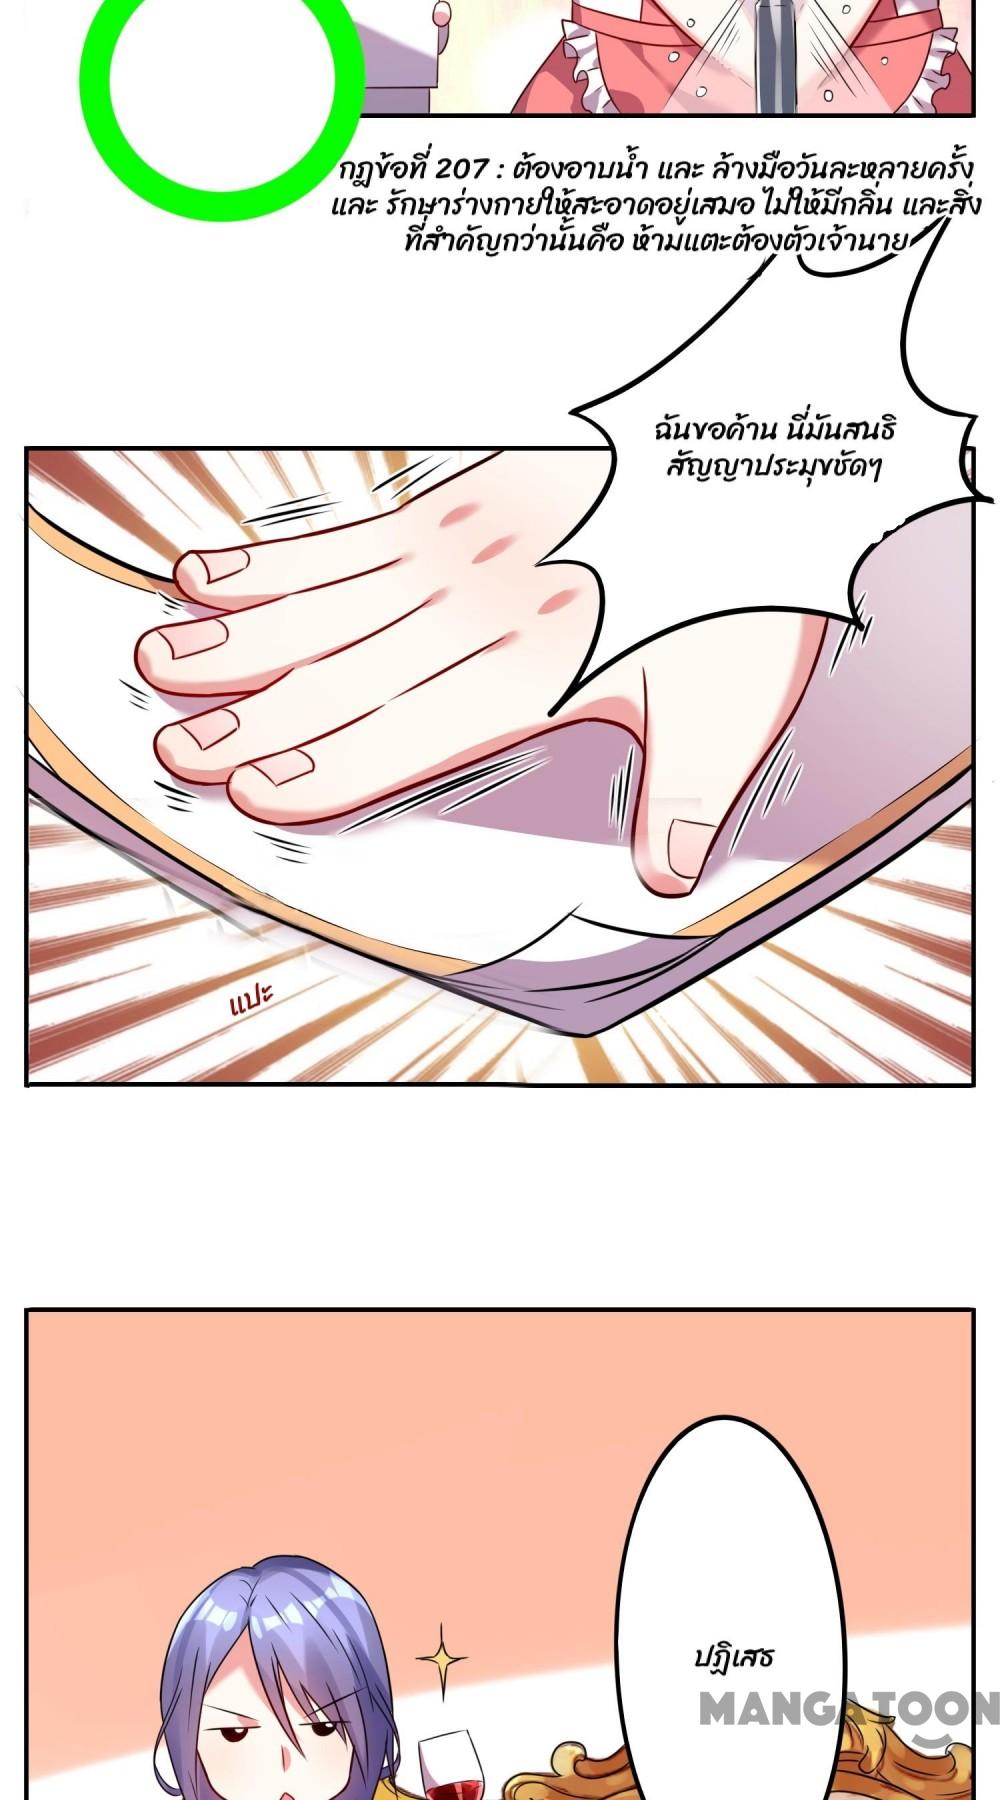 กฎข้อที่ 207 : ต้องอาบน้ำ และ ล้างมือวันละหลายครั้ง
และ รักษาร่างกายให้สะอาดอยู่เสมอ ไม่ให้มีกลิ่น และสิ่ง
ที่สำคัญกว่านั้นคือ ห้ามแตะต้องตัวเจ้านาย
ฉันขอค้าน นี่มันสนธิ
สัญญาประมุขชัดๆ
แปะ
ปฏิเสธ
MANGATOON